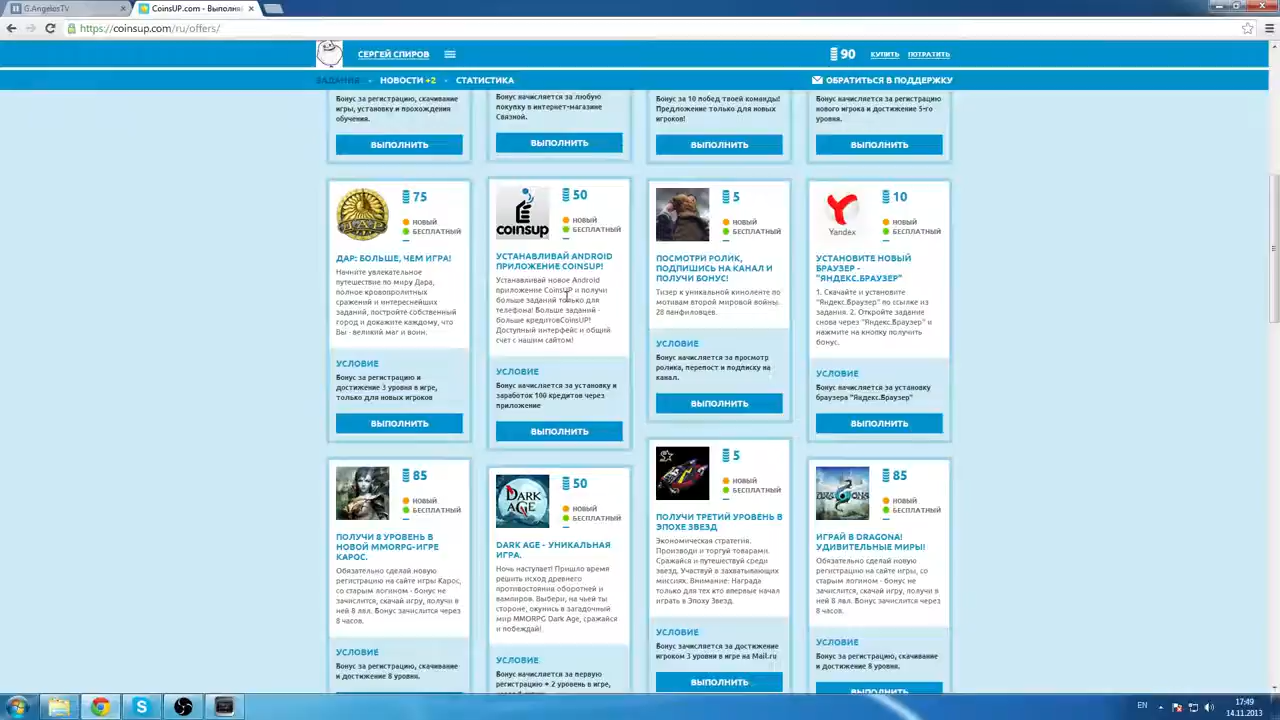 G.AngelosTV
CoinsUP.com - Выполня
https://coinsup.com/ru/offers/
СЕРГЕЙ СПИРОВ
90
КУПИТЬ
ПОТРАТИТЬ
ЗАДАНИЯ
НОВОСТИ +2
СТАТИСТИКА
ОБРАТИТЬСЯ В ПОДДЕРЖКУ
Бонус за регистрацию, скачивание
игры, установку и прохождения
обучения.
ВЫПОЛНИТЬ
Бонус начисляется за любую
покупку в интернет-магазине
Связной.
ВЫПОЛНИТЬ
Бонус за 10 побед твоей команды!
Предложение только для новых
игроков!
ВЫПОЛНИТЬ
Бонус начисляется за регистрацию
нового игрока и достижение 5-го
уровня.
ВЫПОЛНИТЬ
75
НОВЫЙ
БЕСПЛАТНЫЙ
ДАР: БОЛЬШЕ, ЧЕМ ИГРА!
Начните увлекательное
путешествие по миру Дара,
полное кровопролитных
сражений и интереснейших
заданий, постройте собственный
город и докажите каждому, что
Вы - великий маг и воин.
УСЛОВИЕ
Бонус за регистрацию и
достижение 3 уровня в игре,
только для новых игроков
ВЫПОЛНИТЬ
coinsup
50
НОВЫЙ
БЕСПЛАТНЫЙ
УСТАНАВЛИВАЙ ANDROID
ПРИЛОЖЕНИЕ COINSUP!
Устанавливай новое Android
приложение CoinsUP и получи
больше заданий только для
телефона! Больше заданий -
больше кредитовCoinsUP!
Доступный интерфейс и общий
счет с нашим сайтом!
УСЛОВИЕ
Бонус начисляется за установку и
заработок 100 кредитов через
приложение
ВЫПОЛНИТЬ
5
НОВЫЙ
БЕСПЛАТНЫЙ
ПОСМОТРИ РОЛИК,
ПОДПИШИСЬ НА КАНАЛ И
ПОЛУЧИ БОНУС!
Тизер к уникальной киноленте по
мотивам второй мировой войны.
28 панфиловцев.
УСЛОВИЕ
Бонус начисляется за просмотр
ролика, перепост и подписку на
канал.
ВЫПОЛНИТЬ
Yandex
10
НОВЫЙ
БЕСПЛАТНЫЙ
УСТАНОВИТЕ НОВЫЙ
БРАУЗЕР -
"ЯНДЕКС.БРАУЗЕР"
1. Скачайте и установите
"Яндекс.Браузер" по ссылке из
задания. 2. Откройте задание
снова через "Яндекс.Браузер" и
нажмите на кнопку получить
бонус.
УСЛОВИЕ
Бонус начисляется за установку
браузера "Яндекс.Браузер"
ВЫПОЛНИТЬ
85
НОВЫЙ
БЕСПЛАТНЫЙ
ПОЛУЧИ 8 УРОВЕНЬ В
НОВОЙ MMORPG-ИГРЕ
КАРОС.
Обязательно сделай новую
регистрацию на сайте игры Карос,
со старым логином - бонус не
зачислится, скачай игру, получи в
ней 8 лвл. Бонус зачислится через
8 часов.
УСЛОВИЕ
Бонус за регистрацию, скачивание
и достижение 8 уровня.
DARK
AGE
50
НОВЫЙ
БЕСПЛАТНЫЙ
DARK AGE - УНИКАЛЬНАЯ
ИГРА.
Ночь наступает! Пришло время
решить исход древнего
противостояния оборотней и
вампиров. Выбери, на чьей ты
стороне, окунись в загадочный
мир MMORPG Dark Age, сражайся
и побеждай!
УСЛОВИЕ
Бонус начисляется за первую
регистрацию + 2 уровень в игре,
5
НОВЫЙ
БЕСПЛАТНЫЙ
ПОЛУЧИ ТРЕТИЙ УРОВЕНЬ В
ЭПОХЕ ЗВЕЗД
Экономическая стратегия.
Производи и торгуй товарами.
Сражайся и путешествуй среди
звезд. Участвуй в захватывающих
миссиях. Внимание: Награда
только для тех кто впервые начал
играть в Эпоху Звезд.
УСЛОВИЕ
Бонус зачисляется за достижение
игроком 3 уровня в игре на Mail.ru
ВЫПОЛНИТЬ
85
НОВЫЙ
БЕСПЛАТНЫЙ
ИГРАЙ В DRAGONA!
УДИВИТЕЛЬНЫЕ МИРЫ!
Обязательно сделай новую
регистрацию на сайте игры, со
старым логином - бонус не
зачислится, скачай игру, получи в
ней 8 лвл. Бонус зачислится через
8 часов.
УСЛОВИЕ
Бонус за регистрацию, скачивание
и достижение 8 уровня.
ВЫПОЛНИТЬ
EN
17:49
14.11.2013